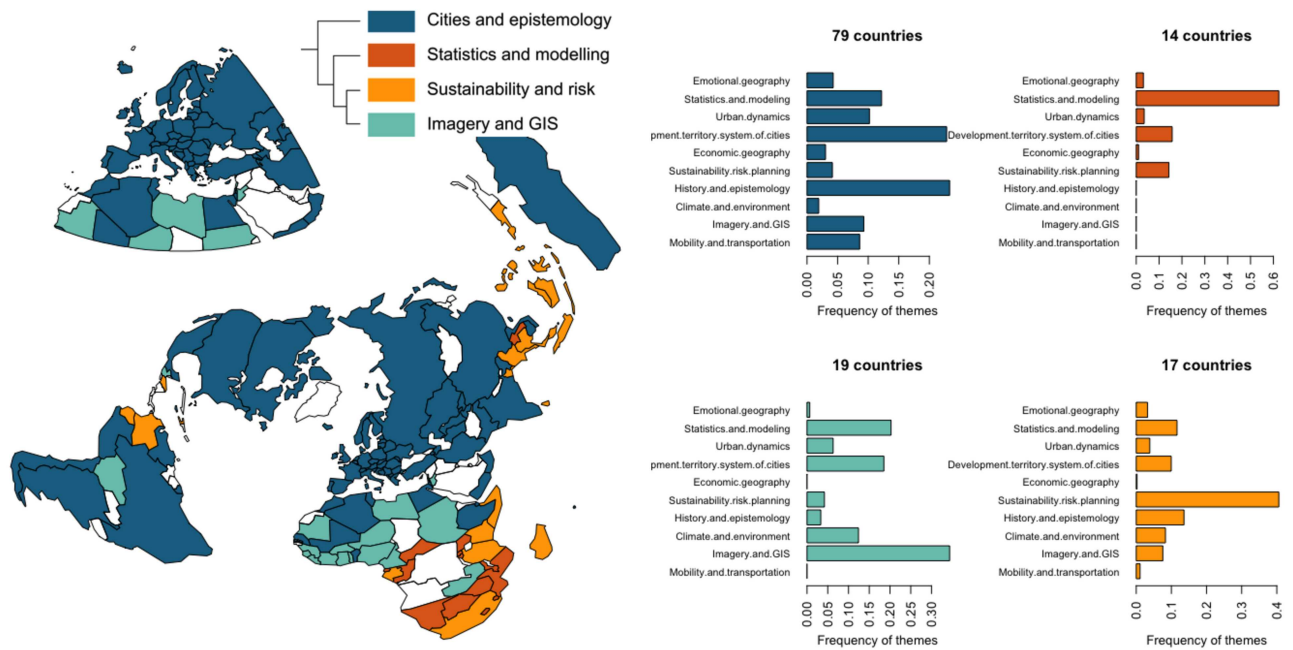 Cities and epistemology
Statistics and modelling
Sustainability and risk
Imagery and GIS
79 countries
Emotional.geography
Statistics.and.modeling
Urban.dynamics
pment.territory.system.of.cities
Economic.geography
Sustainability.risk.planning
History.and.epistemology
Climate.and.environment
Imagery.and.GIS
Mobility.and.transportation
0.00 0.05 0.10 0.15 0.20
Frequency of themes
14 countries
Emotional.geography
Statistics.and.modeling
Urban.dynamics
Development.territory.system.of.cities
Economic.geography
Sustainability.risk.planning
History.and.epistemology
Climate.and.environment
Imagery.and.GIS
Mobility.and.transportation
0.0 0.1 0.2 0.3 0.4 0.5 0.6
Frequency of themes
19 countries
Emotional.geography
Statistics.and.modeling
Urban.dynamics
pment.territory.system.of.cities
Economic.geography
Sustainability.risk.planning
History.and.epistemology
Climate.and.environment
Imagery.and.GIS
Mobility.and.transportation
0.00 0.05 0.10 0.15 0.20 0.25 0.30
Frequency of themes
17 countries
Emotional.geography
Statistics.and.modeling
Urban.dynamics
Development.territory.system.of.cities
Economic.geography
Sustainability.risk.planning
History.and.epistemology
Climate.and.environment
Imagery.and.GIS
Mobility.and.transportation
0.0 0.1 0.2 0.3 0.4
Frequency of themes